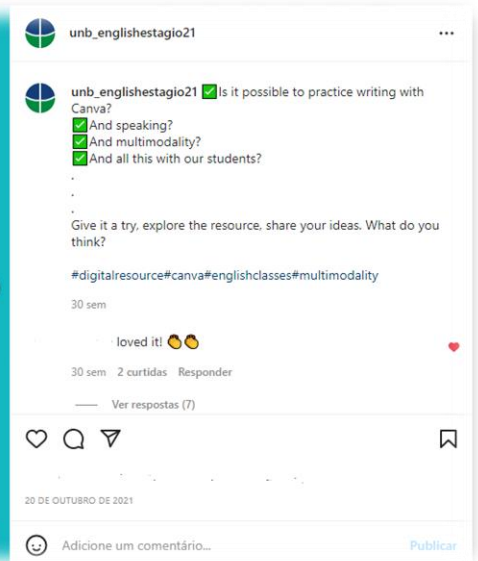 unb_englishestagio21
unb_englishestagio21 ✅Is it possible to practice writing with
Canva?
✅And speaking?
✅And multimodality?
✅And all this with our students?
.
.
.
Give it a try, explore the resource, share your ideas. What do you
think?
#digitalresource#canva#englishclasses#multimodality
30 sem
loved it! 👏👏
30 sem 2 curtidas Responder
Ver respostas (7)
20 DE OUTUBRO DE 2021
Adicione um comentário... Publicar